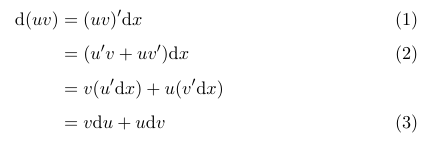 d(uv) = (uv)′dx (1)
= (u′v + uv′)dx (2)
= v(u′dx) + u(v′dx)
= vdu + udv (3)